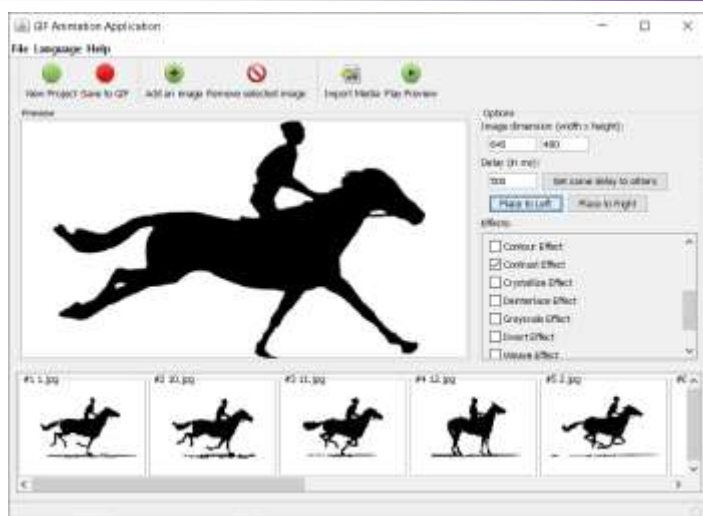 GIF Animation Application
File Language Help
New Project Save to GIF Add an image Remove selected image Import Media Play Preview
Preview
Options
Image dimension (width x height):
640 480
Delay (in ms):
500 Set same delay to others
Place to Left Place to Right
Effects:
Contour Effect
Contrast Effect
Crystallize Effect
Deinterlace Effect
Grayscale Effect
Invert Effect
Weave Effect
#1 1.jpg #2 10.jpg #3 11.jpg #4 12.jpg #5 2.jpg